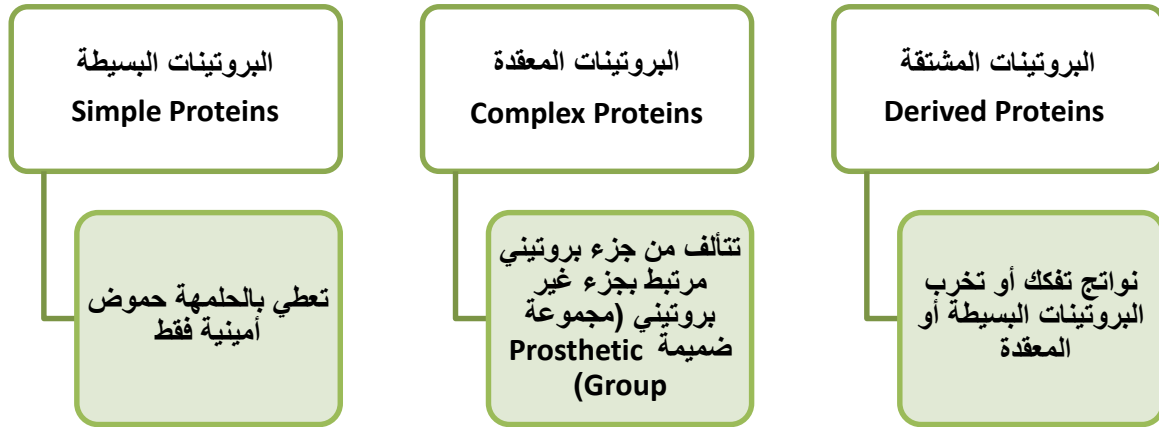 البروتينات البسيطة
Simple Proteins
تعطي بالحلمهة حموض
أمينية فقط
البروتينات المعقدة
Complex Proteins
تتألف من جزء بروتيني
مرتبط بجزء غير
بروتيني (مجموعة
ضميمة Prosthetic
Group)
البروتينات المشتقة
Derived Proteins
نواتج تفكك أو تخرب
البروتينات البسيطة أو
المعقدة